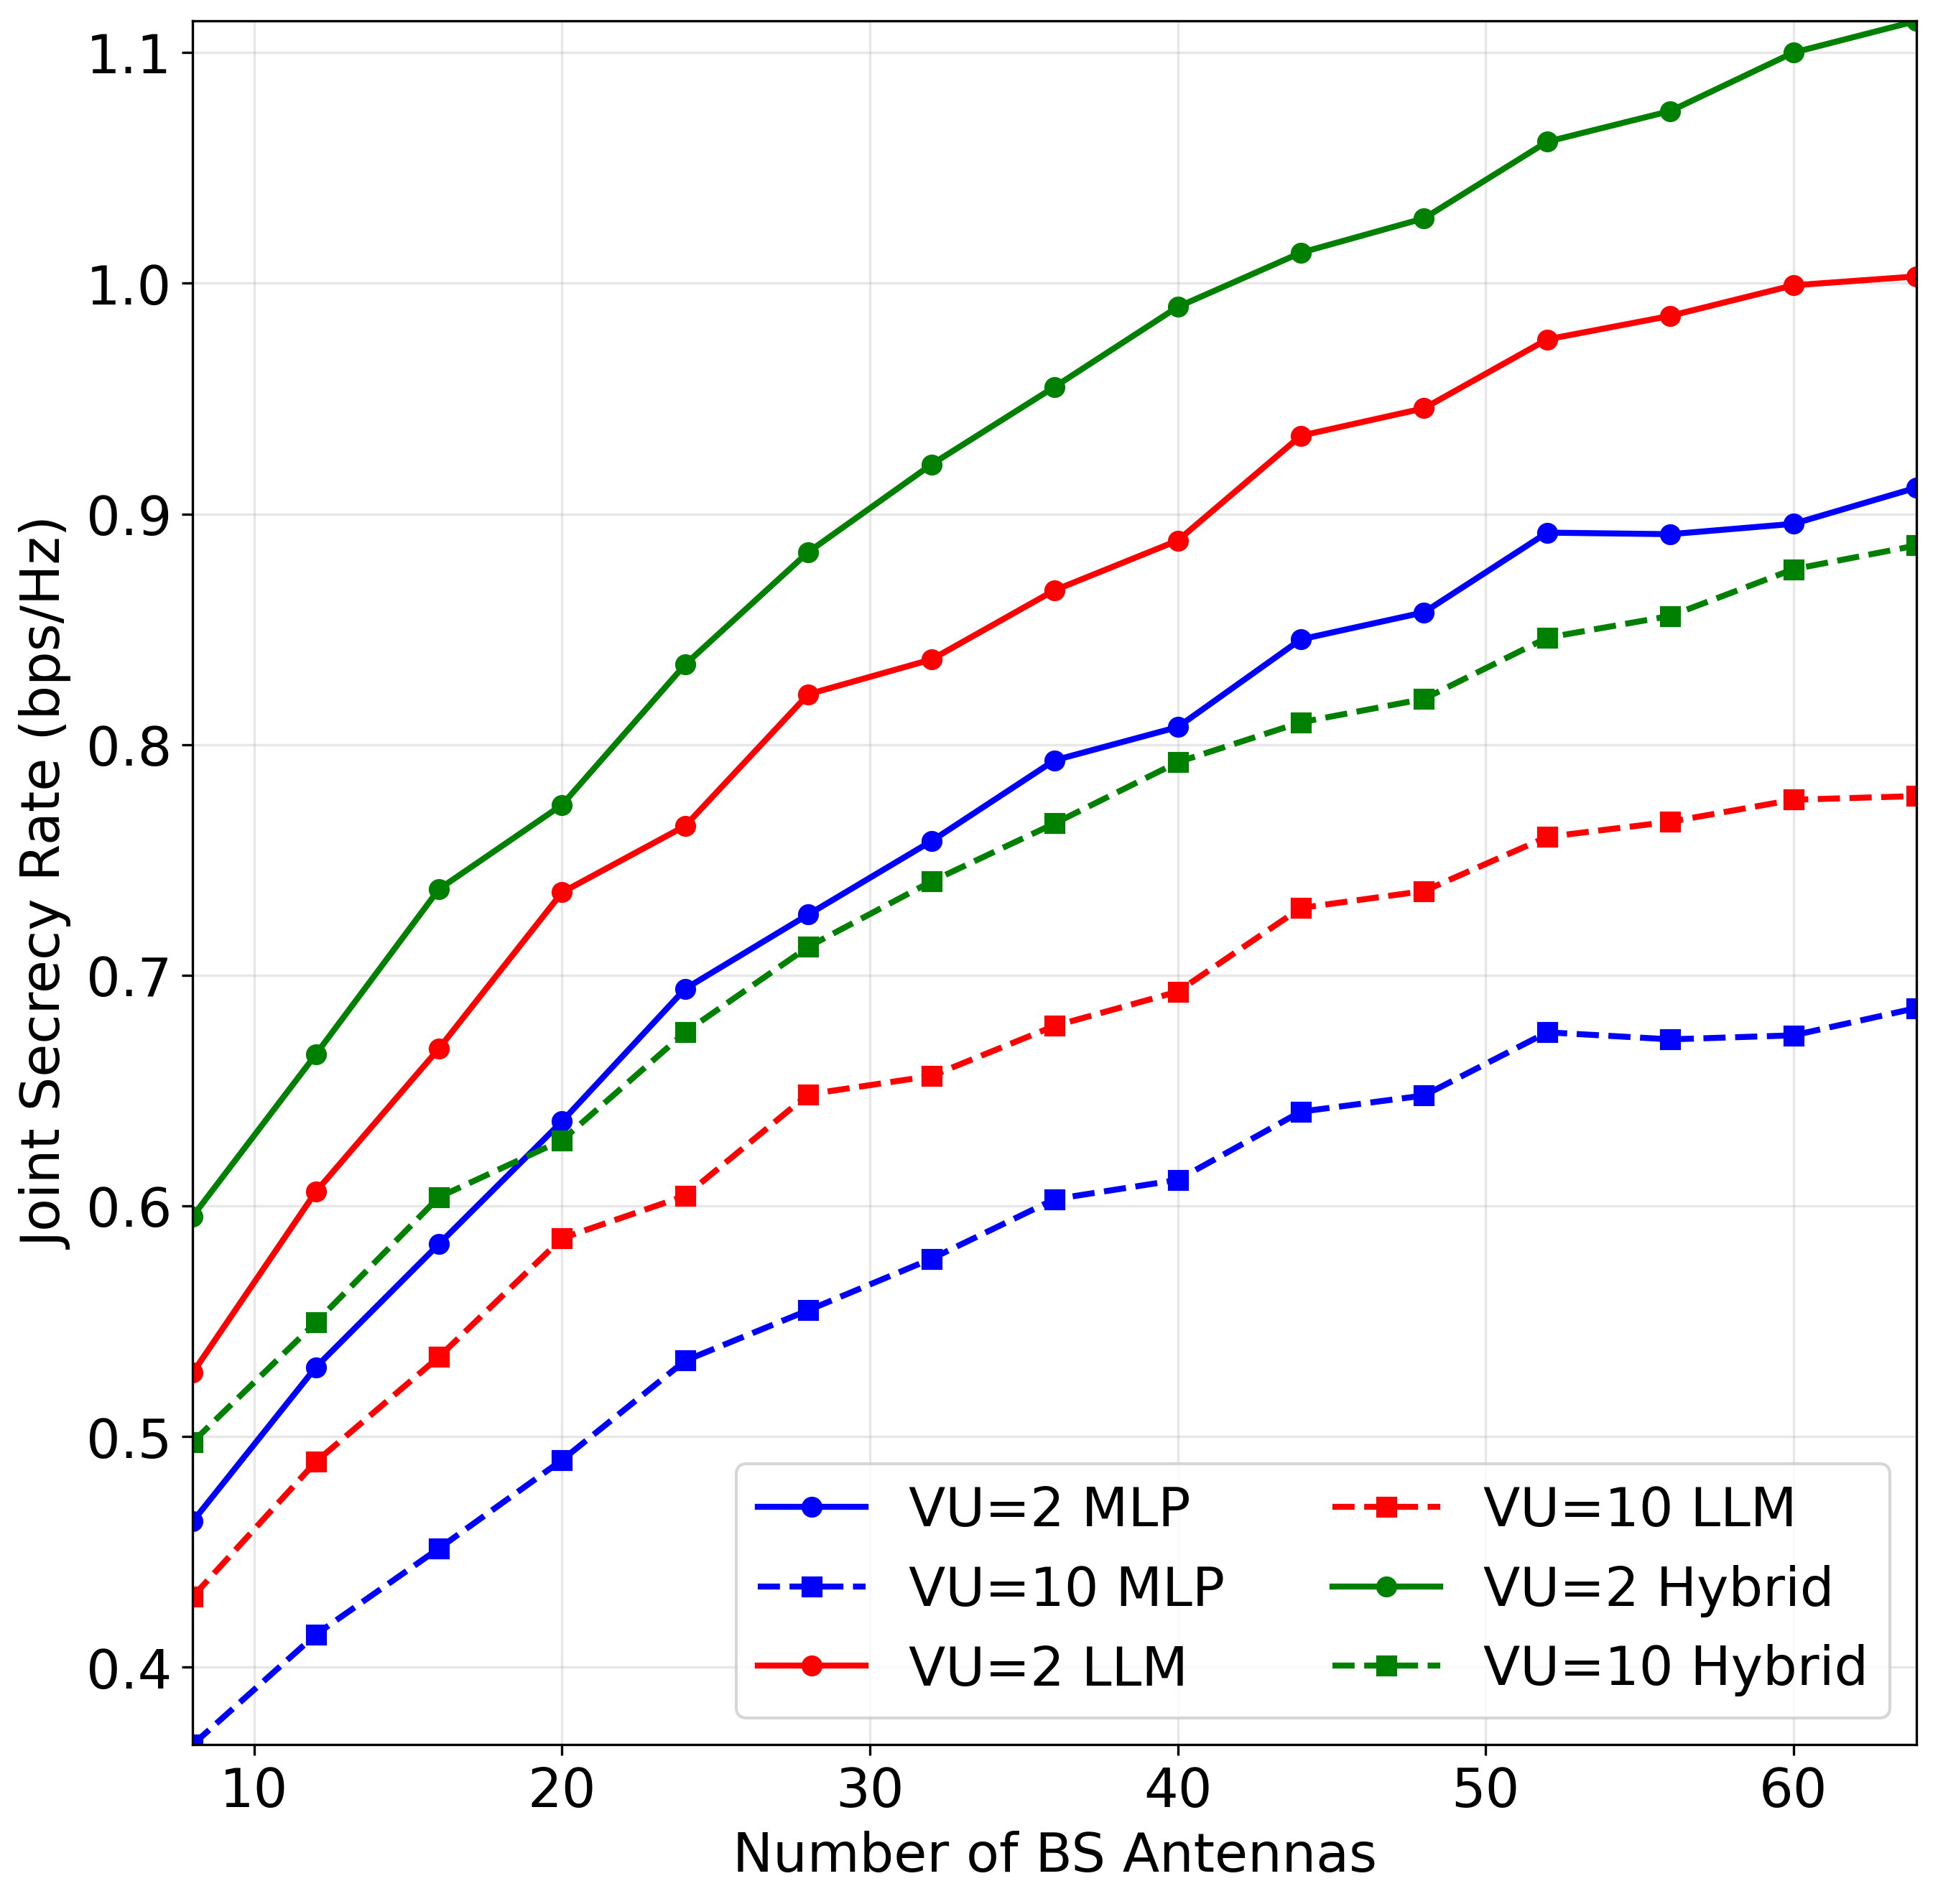 Joint Secrecy Rate (bps/Hz)
1.1
1.0
0.9
0.8
0.7
0.6
0.5
0.4
VU=2 MLP
VU=10 MLP
VU=2 LLM
VU=10 LLM
VU=2 Hybrid
VU=10 Hybrid
10 20 30 40 50 60
Number of BS Antennas